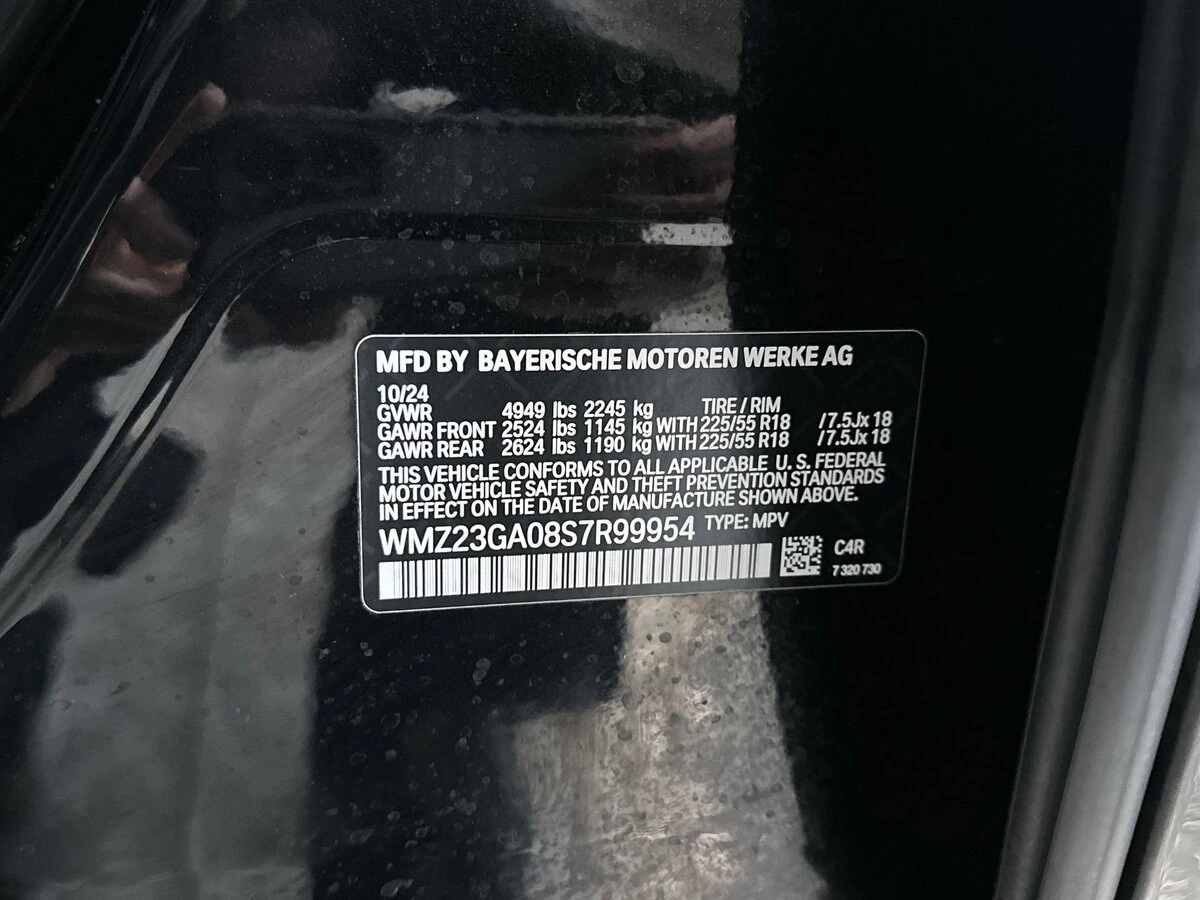 MFD BY BAYERISCHE MOTOREN WERKE AG
10/24
GVWR 4949 lbs 2245 kg TIRE / RIM
GAWR FRONT 2524 lbs 1145 kg WITH 225/55 R18 /7.5Jx 18
GAWR REAR 2624 lbs 1190 kg WITH 225/55 R18 /7.5Jx 18
THIS VEHICLE CONFORMS TO ALL APPLICABLE U. S. FEDERAL
MOTOR VEHICLE SAFETY AND THEFT PREVENTION STANDARDS
IN EFFECT ON THE DATE OF MANUFACTURE SHOWN ABOVE.
WMZ23GA08S7R99954 TYPE: MPV
C4R
7 320 730